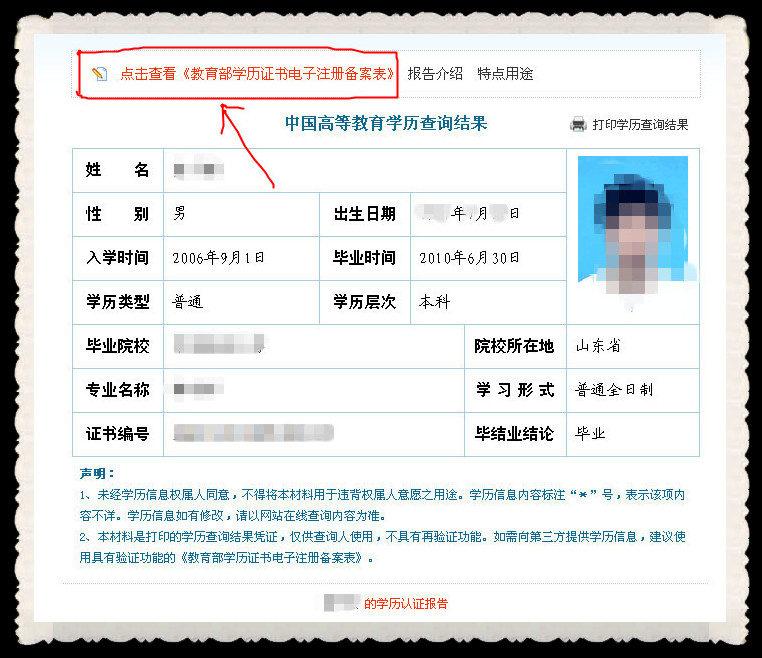 点击查看《教育部学历证书电子注册备案表》 报告介绍 特点用途
中国高等教育学历查询结果 打印学历查询结果
姓 名
性 别 男 出生日期 年 月 日
入学时间 2006年9月1日 毕业时间 2010年6月30日
学历类型 普通 学历层次 本科
毕业院校 院校所在地 山东省
专业名称 学习形式 普通全日制
证书编号 毕结业结论 毕业
声明：
1、未经学历信息权属人同意，不得将本材料用于违背权属人意愿之用途。学历信息内容标注“*”号，表示该项内
容不详。学历信息如有修改，请以网站在线查询内容为准。
2、本材料是打印的学历查询结果凭证，仅供查询人使用，不具有再验证功能。如需向第三方提供学历信息，建议使
用具有验证功能的《教育部学历证书电子注册备案表》。
的学历认证报告